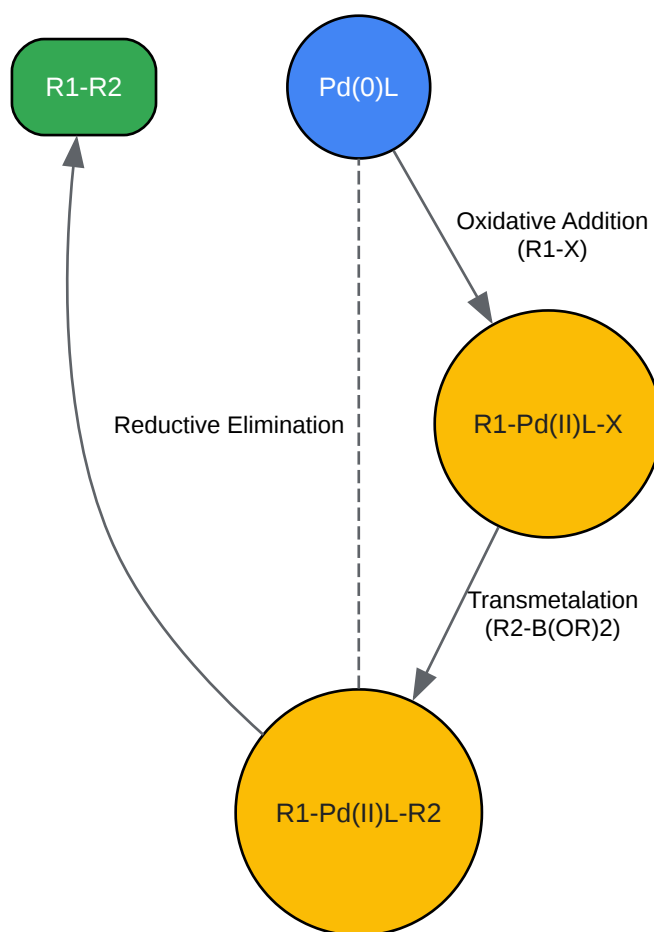 R1-R2
Pd(0)L
Oxidative Addition
(R1-X)
R1-Pd(II)L-X
Reductive Elimination
Transmetalation
(R2-B(OR)2)
R1-Pd(II)L-R2